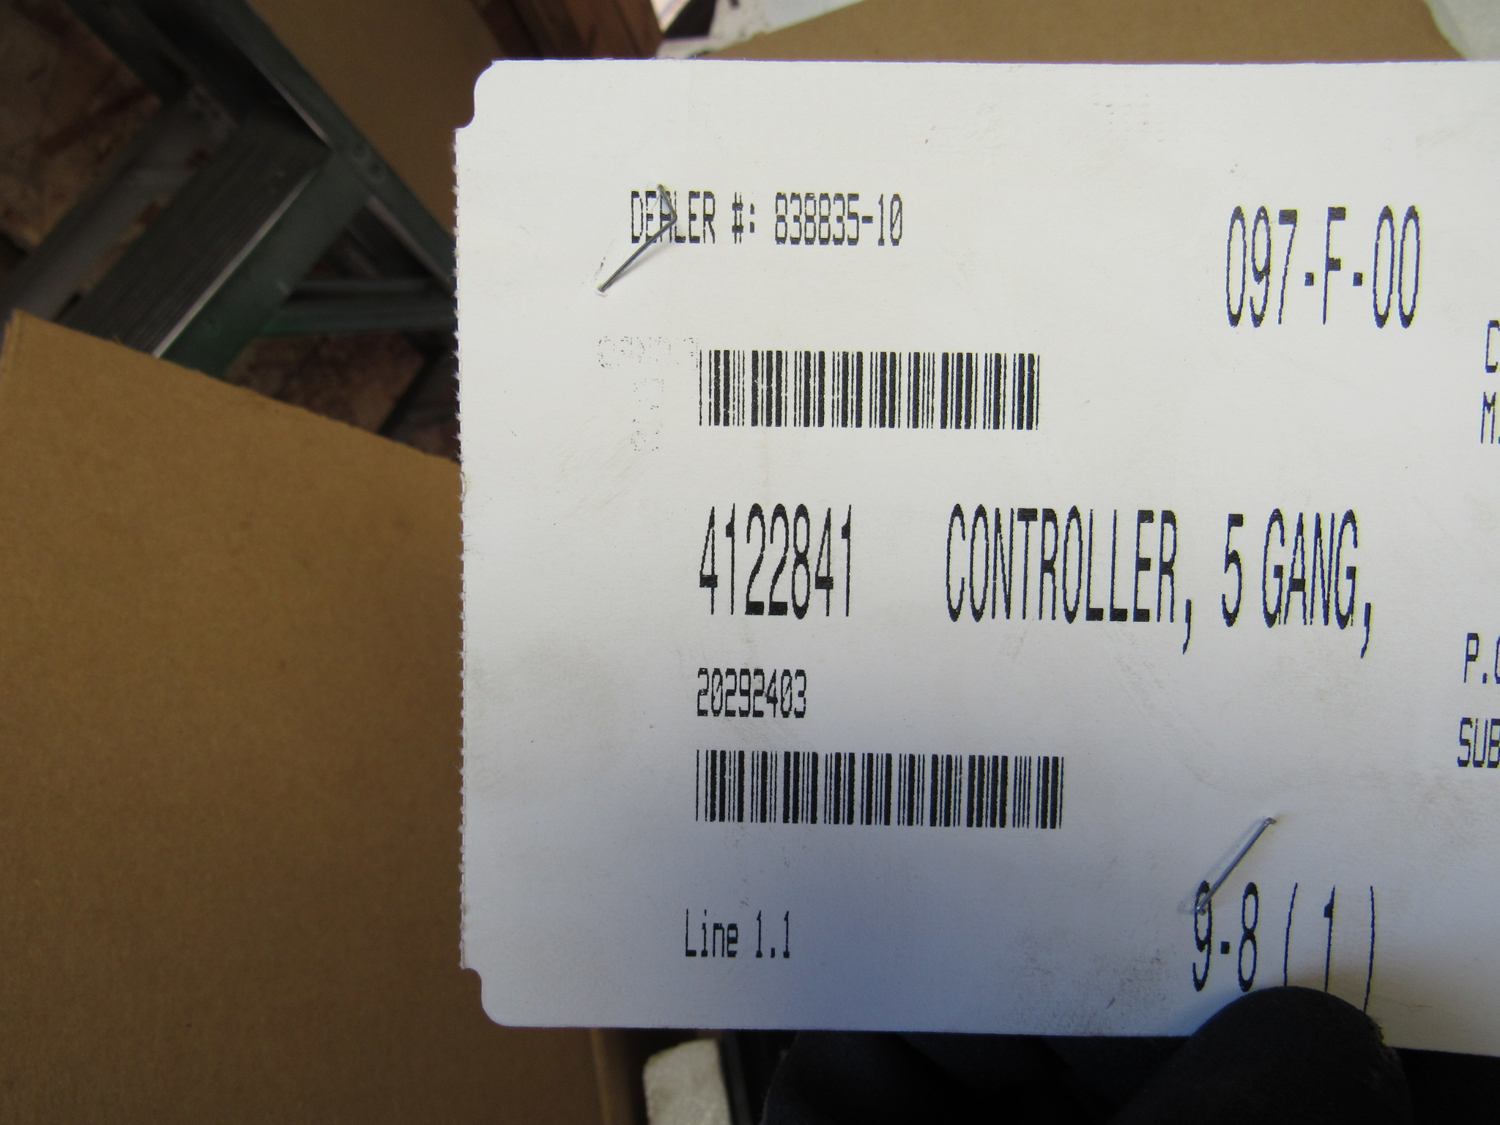 DEALER #: 838835-10
097-F-00
4122841 CONTROLLER, 5 GANG,
20292403
Line 1.1
9-8 ( 1 )